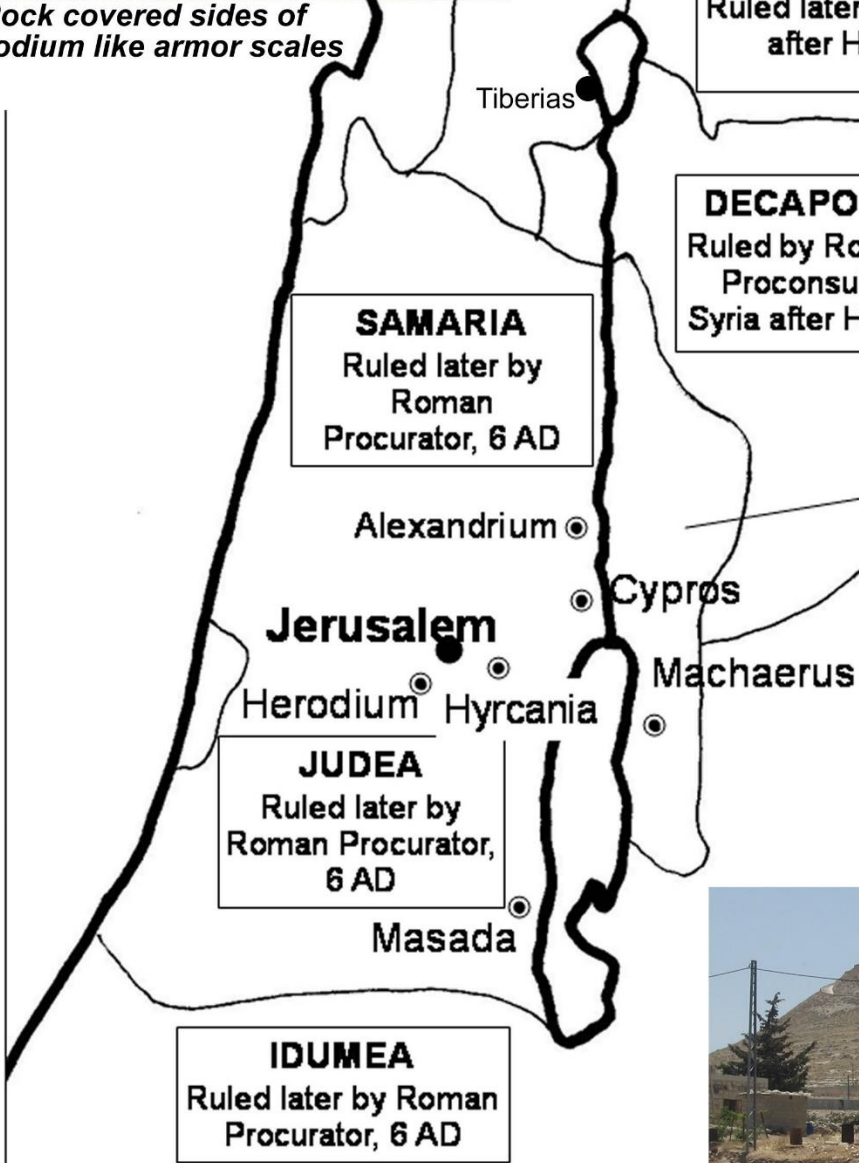 Rock covered sides of
odium like armor scales
Ruled later
after H
Tiberias
DECAPO
Ruled by Ro
Proconsu
Syria after H
SAMARIA
Ruled later by
Roman
Procurator, 6 AD
Alexandrium
Cypros
Jerusalem
Machaerus
Herodium
Hyrcania
JUDEA
Ruled later by
Roman Procurator,
6 AD
Masada
IDUMEA
Ruled later by Roman
Procurator, 6 AD